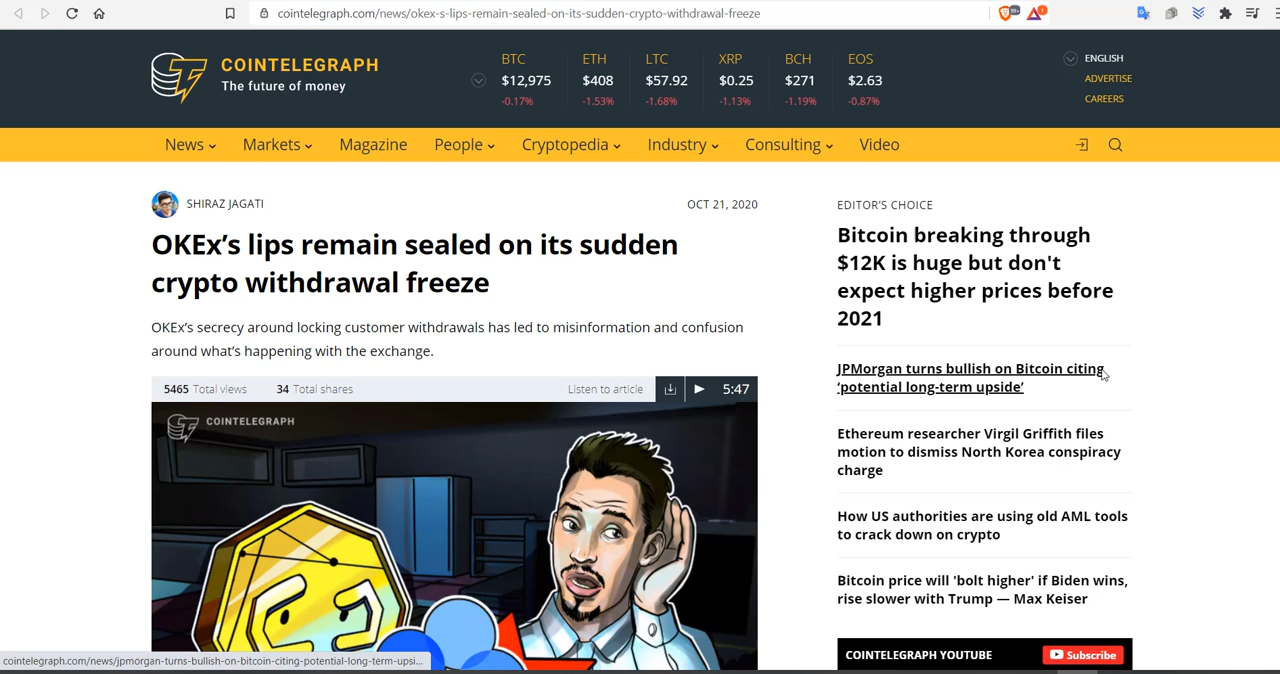 cointelegraph.com/news/okex-s-lips-remain-sealed-on-its-sudden-crypto-withdrawal-freeze
99+
1
COINTELEGRAPH
The future of money
BTC ETH LTC XRP BCH EOS
$12,975 $408 $57.92 $0.25 $271 $2.63
-0.17% -1.53% -1.68% -1.13% -1.19% -0.87%
ENGLISH
ADVERTISE
CAREERS
News Markets Magazine People Cryptopedia Industry Consulting Video
SHIRAZ JAGATI
OCT 21, 2020
OKEx’s lips remain sealed on its sudden
crypto withdrawal freeze
OKEx’s secrecy around locking customer withdrawals has led to misinformation and confusion
around what’s happening with the exchange.
5465 Total views 34 Total shares Listen to article 5:47
COINTELEGRAPH
EDITOR’S CHOICE
Bitcoin breaking through
$12K is huge but don't
expect higher prices before
2021
JPMorgan turns bullish on Bitcoin citing
‘potential long-term upside’
Ethereum researcher Virgil Griffith files
motion to dismiss North Korea conspiracy
charge
How US authorities are using old AML tools
to crack down on crypto
Bitcoin price will 'bolt higher' if Biden wins,
rise slower with Trump — Max Keiser
COINTELEGRAPH YOUTUBE Subscribe
cointelegraph.com/news/jpmorgan-turns-bullish-on-bitcoin-citing-potential-long-term-upsi...